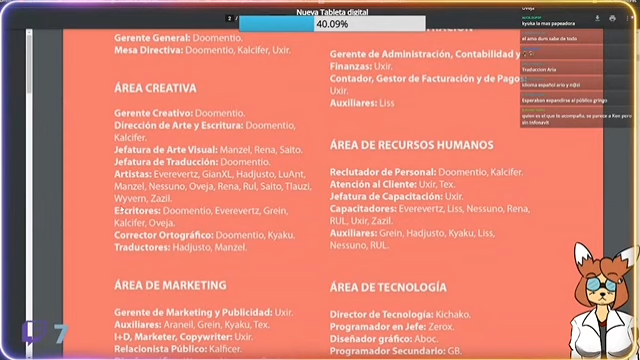 Nueva Tableta digital
40.09%
2 /
Gerente General: Doomentio.
Mesa Directiva: Doomentio, Kalcifer, Uxir.
ÁREA CREATIVA
Gerente Creativo: Doomentio.
Dirección de Arte y Escritura: Doomentio,
Kalcifer.
Jefatura de Arte Visual: Manzel, Rena, Saito.
Jefatura de Traducción: Doomentio.
Artistas: Everevertz, GianXL, Hadjusto, LuAnt,
Manzel, Nessuno, Oveja, Rena, Rul, Saito, Tlauzi,
Wyvern, Zazil.
Escritores: Doomentio, Everevertz, Grein,
Kalcifer, Oveja.
Corrector Ortográfico: Doomentio, Kyaku.
Traductores: Hadjusto, Manzel.
ÁREA DE MARKETING
Gerente de Marketing y Publicidad: Uxir.
Auxiliares: Araneil, Grein, Kyaku, Tex.
I+D, Marketer, Copywriter: Uxir.
Relacionista Público: Kalficer.
Gerente de Administración, Contabilidad y
Finanzas: Uxir.
Contador, Gestor de Facturación y de Pagos:
Uxir.
Auxiliares: Liss
ÁREA DE RECURSOS HUMANOS
Reclutador de Personal: Doomentio, Kalcifer.
Atención al Cliente: Uxir, Tex.
Jefatura de Capacitación: Uxir.
Capacitadores: Everevertz, Liss, Nessuno, Rena,
RUL, Uxir, Zazil.
Auxiliares: Grein, Hadjusto, Kyaku, Liss,
Nessuno, RUL.
ÁREA DE TECNOLOGÍA
Director de Tecnología: Kichako.
Programador en Jefe: Zerox.
Diseñador gráfico: Aboc.
Programador Secundario: GB.
kyuka la mas papeadora
el amo dum sabe de todo
Traduccion Aria
idioma español ario y n@zi
Esperaban expandirse al público gringo
quien es el que te acompaña, se parece a Ken pero
sin Infonavit
7